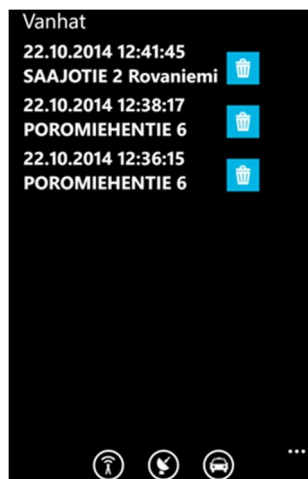 Vanhat
22.10.2014 12:41:45
SAAJOTIE 2 Rovaniemi
22.10.2014 12:38:17
POROMIEHENTIE 6
22.10.2014 12:36:15
POROMIEHENTIE 6